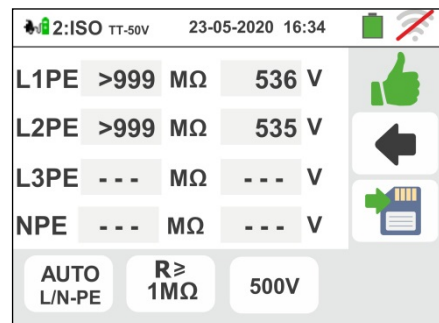 2:ISO TT-50V 23-05-2020 16:34
L1PE >999 MΩ 536 V
L2PE >999 MΩ 535 V
L3PE - - - MΩ - - - V
NPE - - - MΩ - - - V
AUTO R≥ 500V
L/N-PE 1MΩ